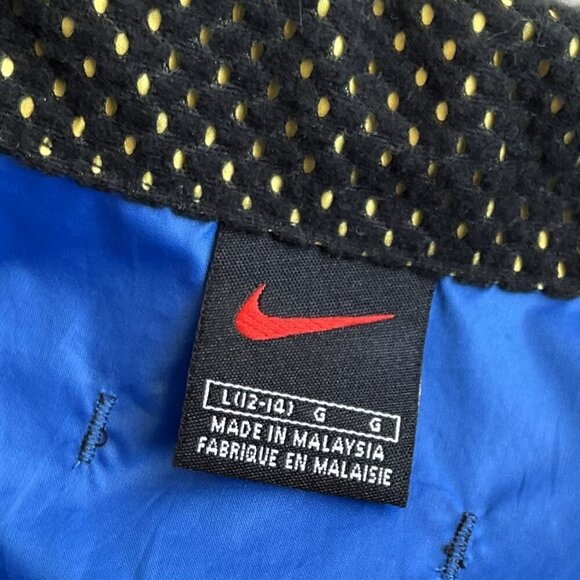 L(12-14) G G
MADE IN MALAYSIA
FABRIQUE EN MALAISIE